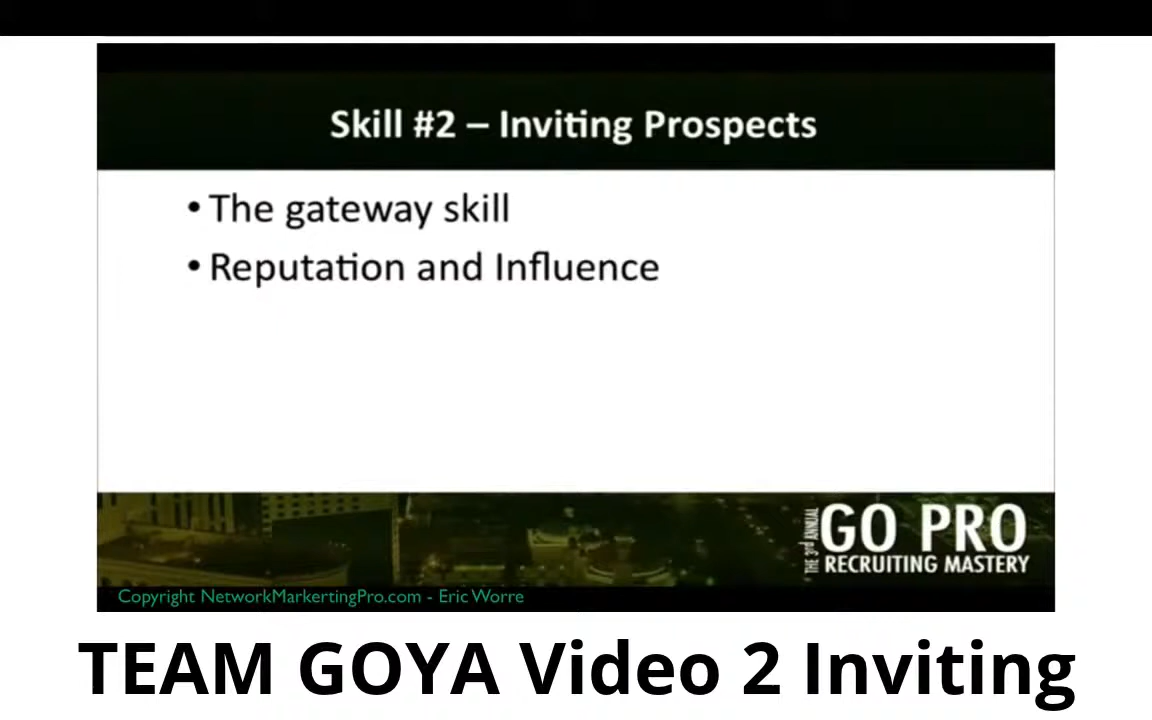 Skill #2 – Inviting Prospects
• The gateway skill
• Reputation and Influence
THE 3rd ANNUAL
GO PRO
RECRUITING MASTERY
Copyright NetworkMarkertingPro.com - Eric Worre
TEAM GOYA Video 2 Inviting